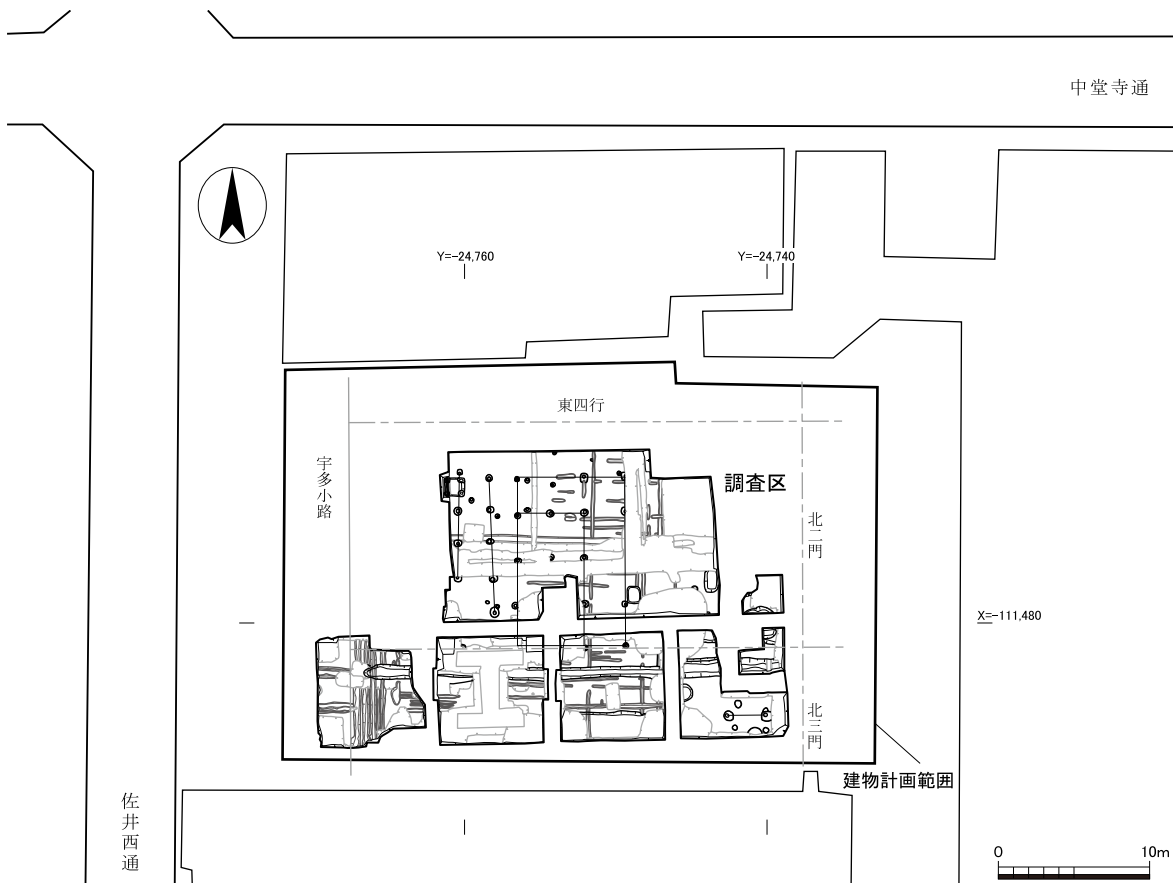 中堂寺通
Y=-24,760
Y=-24,740
東四行
宇多小路
調査区
北二門
X=-111,480
北三門
建物計画範囲
佐井西通
0
10m